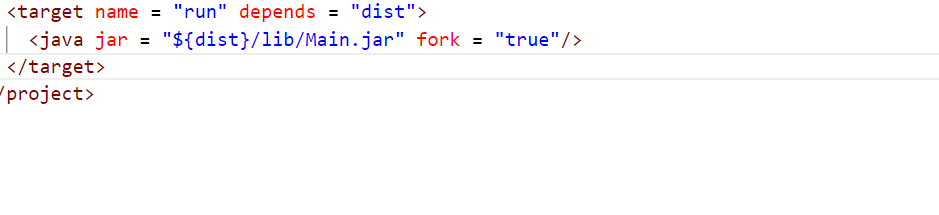 <target name = "run" depends = "dist">
<java jar = "${dist}/lib/Main.jar" fork = "true"/>
</target>
/project>